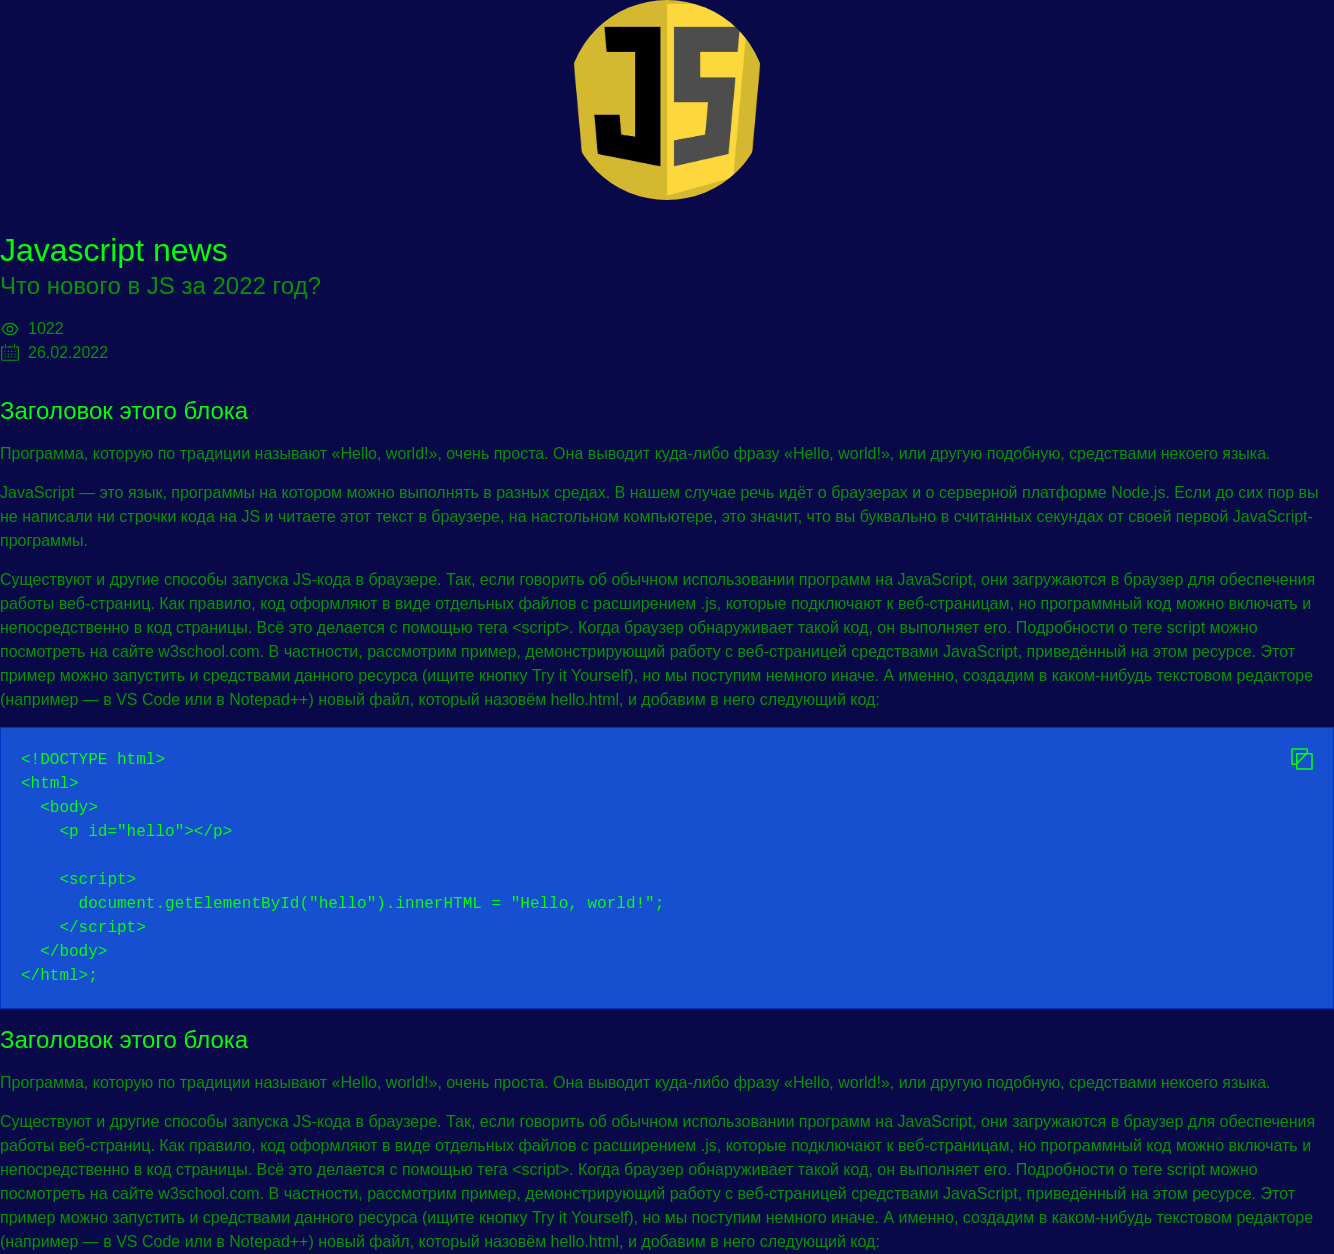 JS
Javascript news
Что нового в JS за 2022 год?
1022
26.02.2022
Заголовок этого блока
Программа, которую по традиции называют «Hello, world!», очень проста. Она выводит куда-либо фразу «Hello, world!», или другую подобную, средствами некоего языка.
JavaScript — это язык, программы на котором можно выполнять в разных средах. В нашем случае речь идёт о браузерах и о серверной платформе Node.js. Если до сих пор вы
не написали ни строчки кода на JS и читаете этот текст в браузере, на настольном компьютере, это значит, что вы буквально в считанных секундах от своей первой JavaScript-
программы.
Существуют и другие способы запуска JS-кода в браузере. Так, если говорить об обычном использовании программ на JavaScript, они загружаются в браузер для обеспечения
работы веб-страниц. Как правило, код оформляют в виде отдельных файлов с расширением .js, которые подключают к веб-страницам, но программный код можно включать и
непосредственно в код страницы. Всё это делается с помощью тега <script>. Когда браузер обнаруживает такой код, он выполняет его. Подробности о теге script можно
посмотреть на сайте w3school.com. В частности, рассмотрим пример, демонстрирующий работу с веб-страницей средствами JavaScript, приведённый на этом ресурсе. Этот
пример можно запустить и средствами данного ресурса (ищите кнопку Try it Yourself), но мы поступим немного иначе. А именно, создадим в каком-нибудь текстовом редакторе
(например — в VS Code или в Notepad++) новый файл, который назовём hello.html, и добавим в него следующий код:
<!DOCTYPE html>
<html>
  <body>
    <p id="hello"></p>
    <script>
      document.getElementById("hello").innerHTML = "Hello, world!";
    </script>
  </body>
</html>;
Заголовок этого блока
Программа, которую по традиции называют «Hello, world!», очень проста. Она выводит куда-либо фразу «Hello, world!», или другую подобную, средствами некоего языка.
Существуют и другие способы запуска JS-кода в браузере. Так, если говорить об обычном использовании программ на JavaScript, они загружаются в браузер для обеспечения
работы веб-страниц. Как правило, код оформляют в виде отдельных файлов с расширением .js, которые подключают к веб-страницам, но программный код можно включать и
непосредственно в код страницы. Всё это делается с помощью тега <script>. Когда браузер обнаруживает такой код, он выполняет его. Подробности о теге script можно
посмотреть на сайте w3school.com. В частности, рассмотрим пример, демонстрирующий работу с веб-страницей средствами JavaScript, приведённый на этом ресурсе. Этот
пример можно запустить и средствами данного ресурса (ищите кнопку Try it Yourself), но мы поступим немного иначе. А именно, создадим в каком-нибудь текстовом редакторе
(например — в VS Code или в Notepad++) новый файл, который назовём hello.html, и добавим в него следующий код: